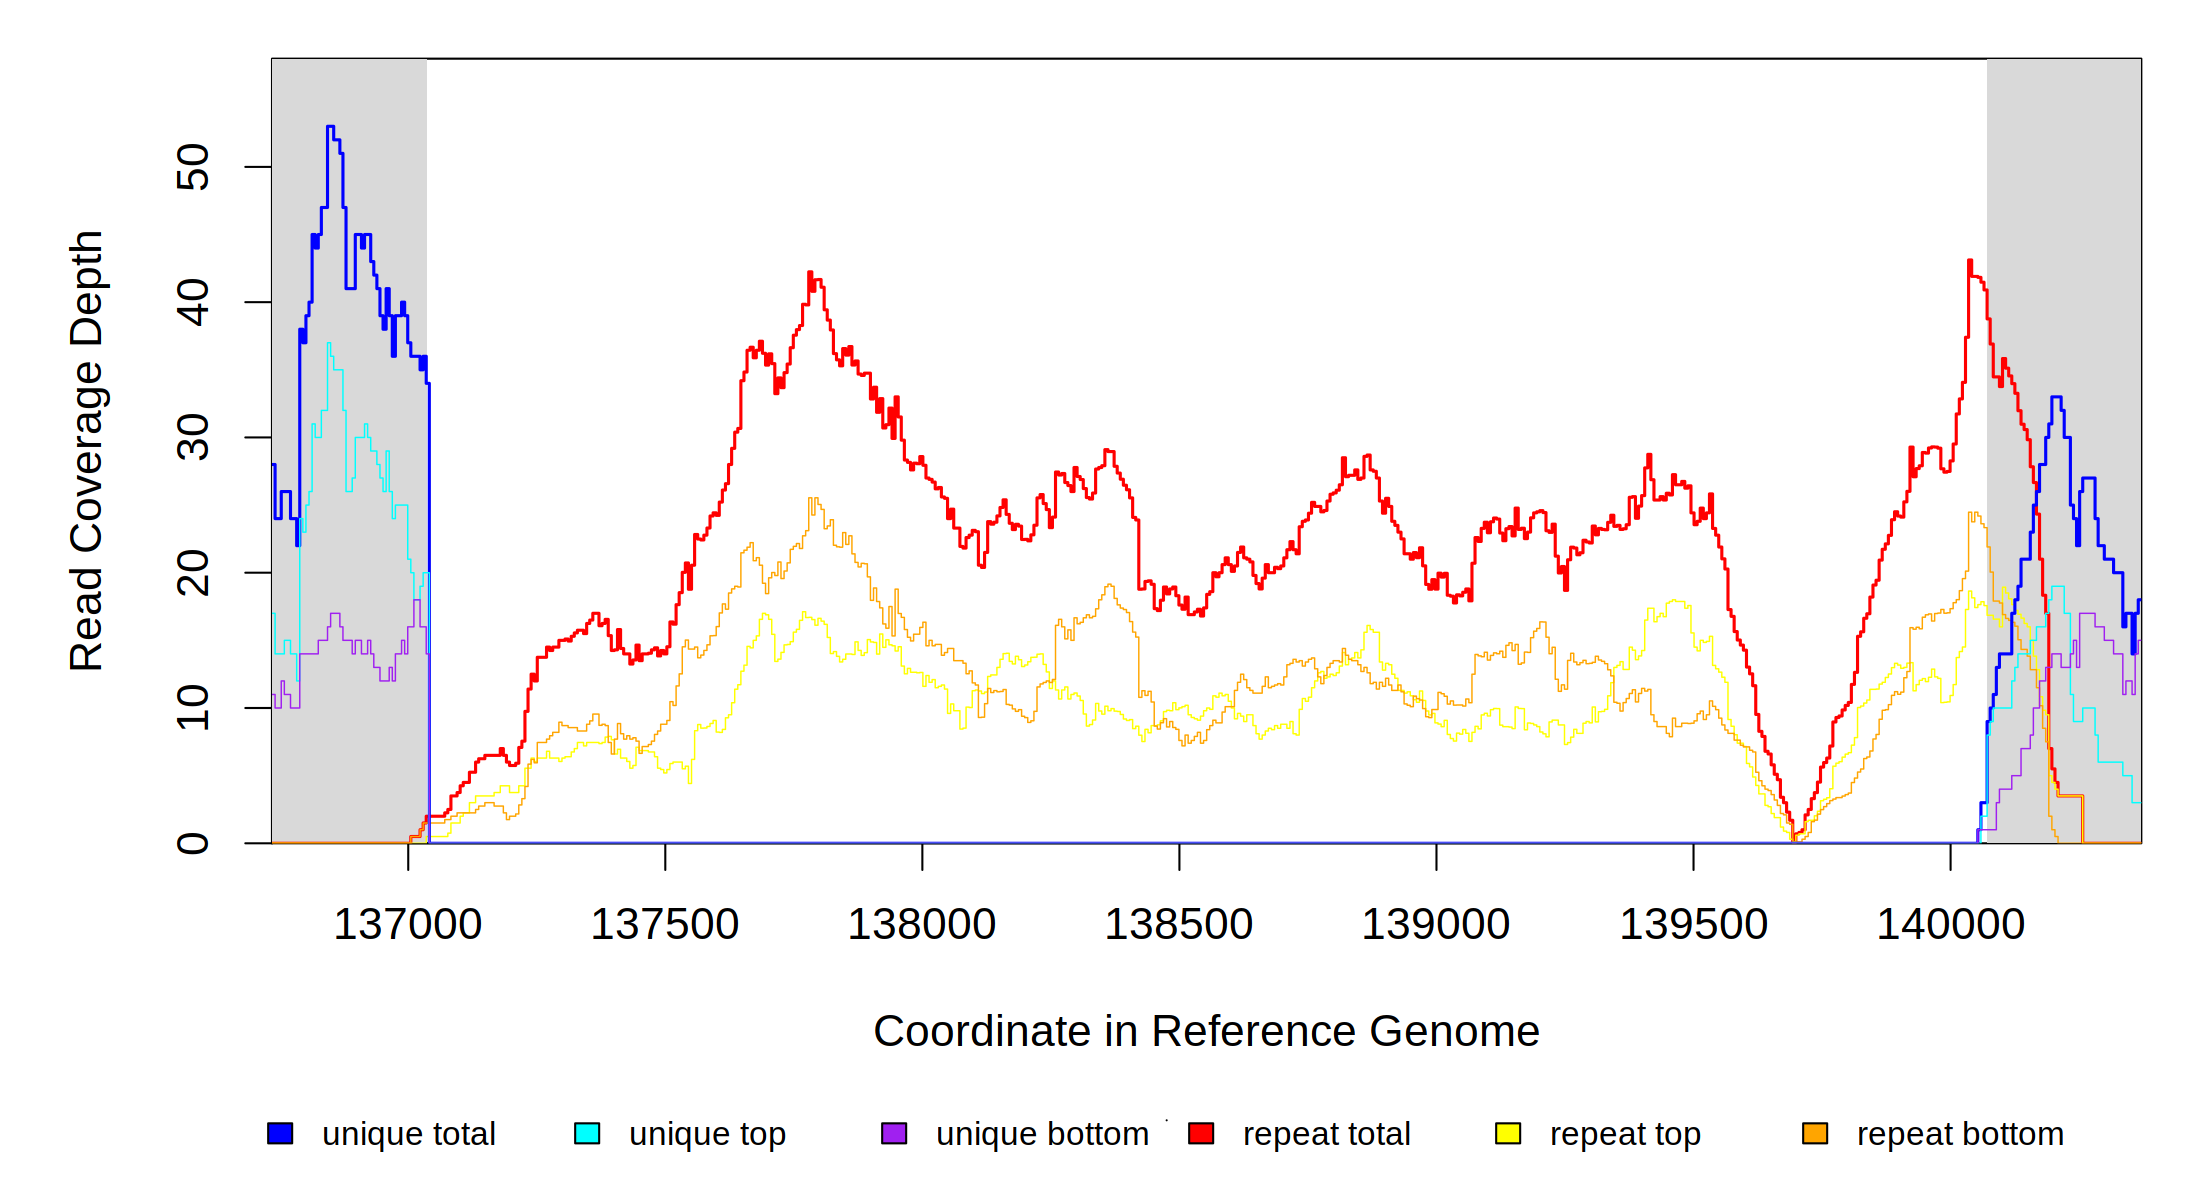 Read Coverage Depth
50
40
30
20
10
0
137000 137500 138000 138500 139000 139500 140000
Coordinate in Reference Genome
unique total unique top unique bottom repeat total repeat top repeat bottom